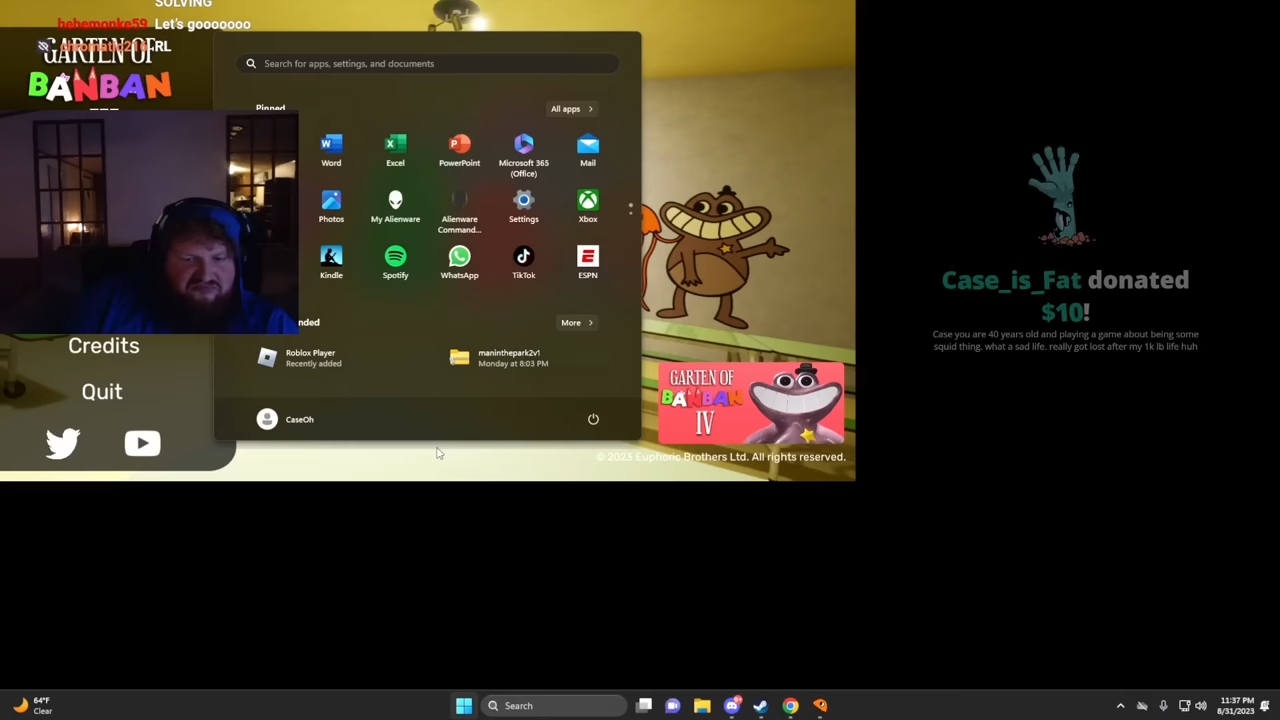 SOLVING
hehemonke59 Let's gooooooo
RL
GARTEN OF
BANBAN
Search for apps, settings, and documents
Pinned
All apps
Word
Excel
PowerPoint
Microsoft 365
(Office)
Mail
Photos
My Alienware
Alienware
Command...
Settings
Xbox
Kindle
Spotify
WhatsApp
TikTok
ESPN
nded
More
Roblox Player
Recently added
maninthepark2v1
Monday at 8:03 PM
CaseOh
Credits
Quit
GARTEN OF
BANBAN
IV
© 2023 Euphoric Brothers Ltd. All rights reserved.
Case_is_Fat donated
$10!
Case you are 40 years old and playing a game about being some
squid thing. what a sad life. really got lost after my 1k lb life huh
64°F
Clear
Search
11:37 PM
8/31/2023